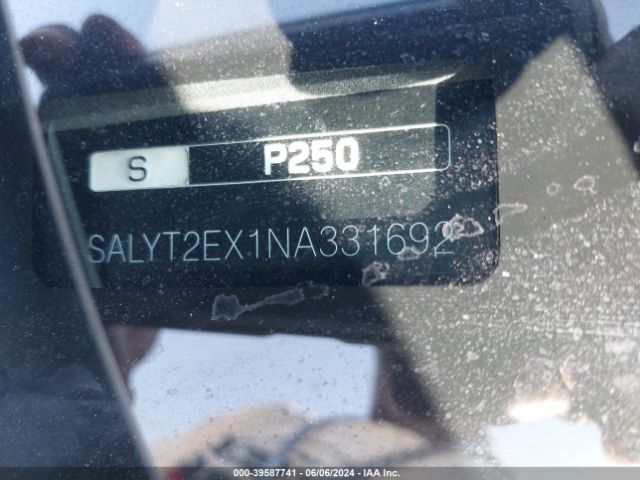 S P250
SALYT2EX1NA331692
000-39587741 - 06/06/2024 - IAA Inc.